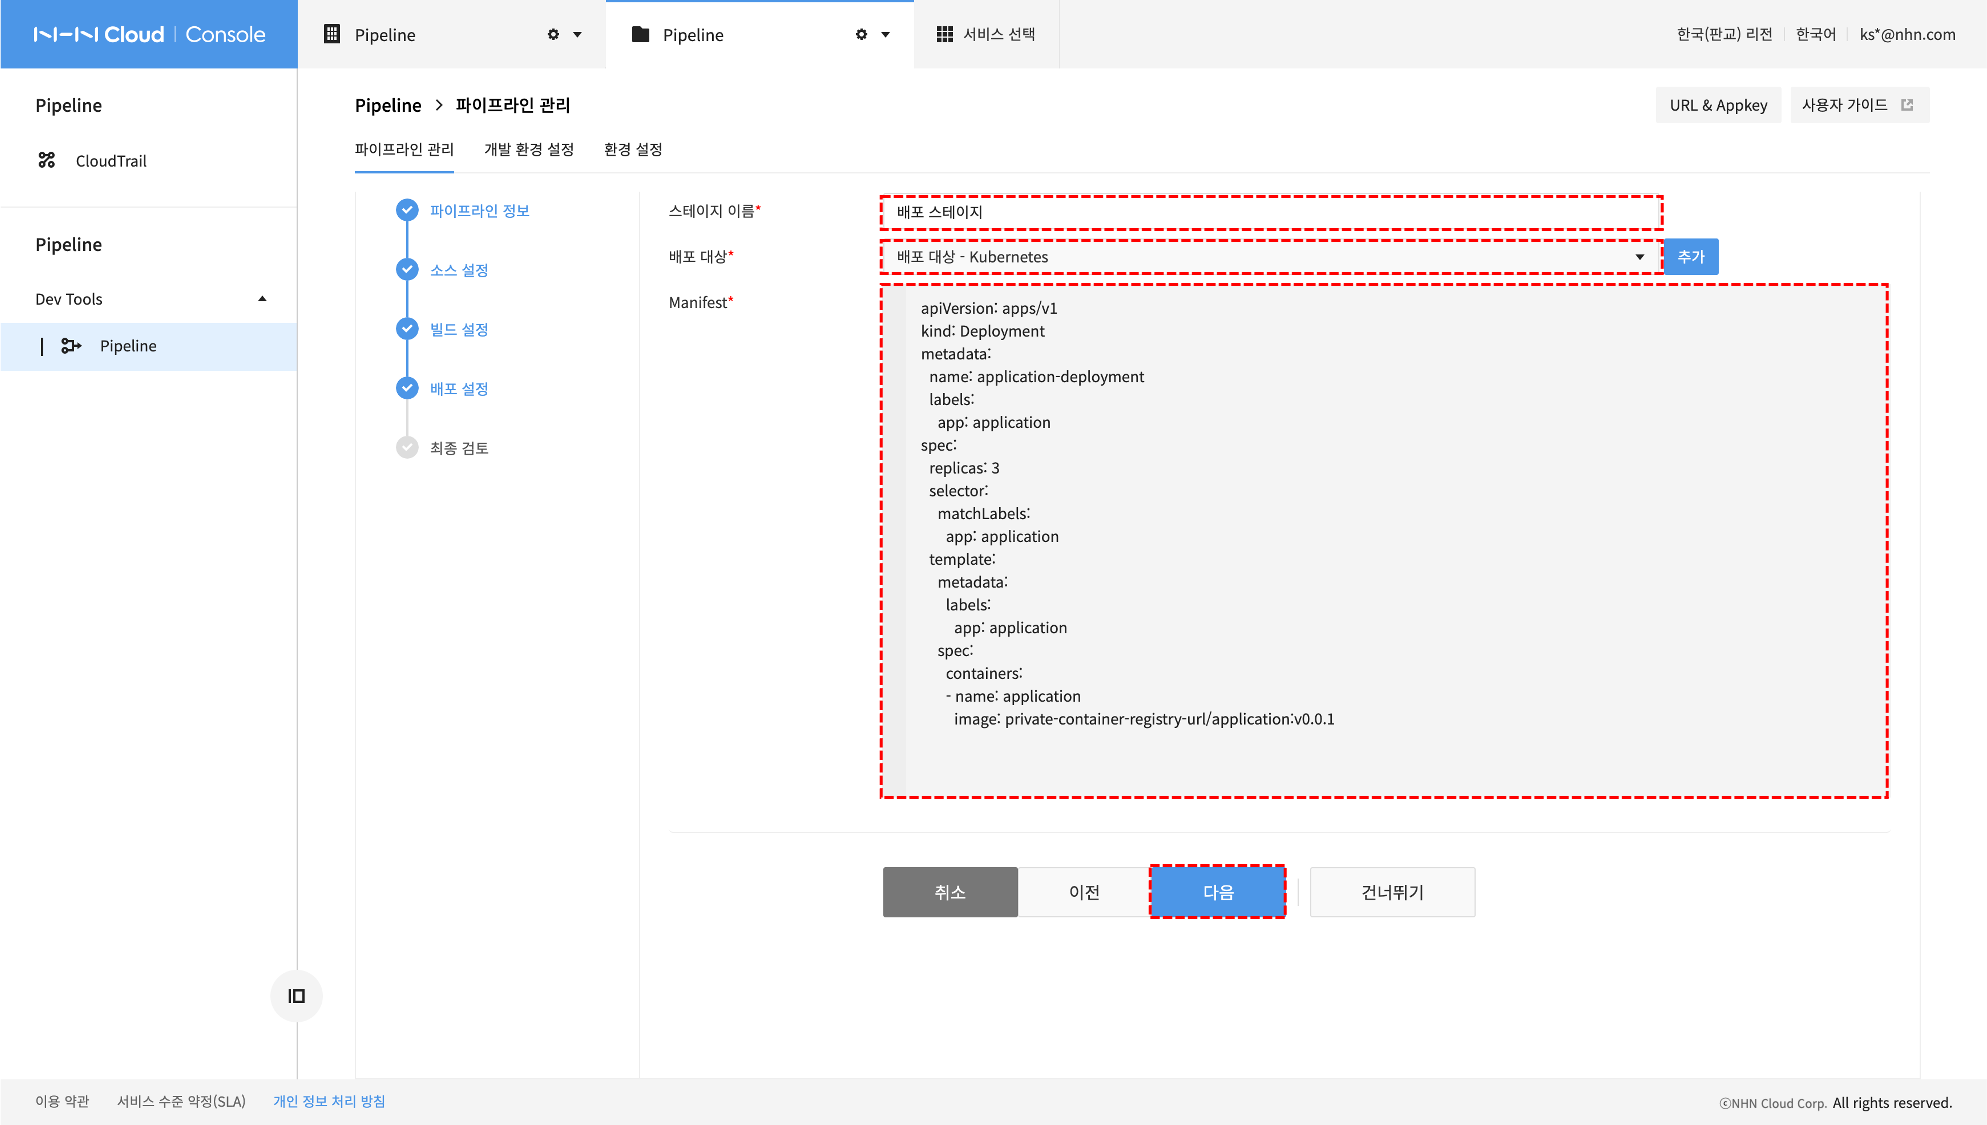 NHN Cloud | Console
Pipeline
Pipeline
서비스 선택
한국(판교) 리전
한국어
ks*@nhn.com
Pipeline
CloudTrail
Pipeline
Dev Tools
Pipeline
Pipeline > 파이프라인 관리
URL & Appkey
사용자 가이드
파이프라인 관리
개발 환경 설정
환경 설정
파이프라인 정보
소스 설정
빌드 설정
배포 설정
최종 검토
스테이지 이름*
배포 스테이지
배포 대상*
배포 대상 - Kubernetes
추가
Manifest*
apiVersion: apps/v1
kind: Deployment
metadata:
  name: application-deployment
  labels:
    app: application
spec:
  replicas: 3
  selector:
    matchLabels:
      app: application
  template:
    metadata:
      labels:
        app: application
    spec:
      containers:
      - name: application
        image: private-container-registry-url/application:v0.0.1
취소
이전
다음
건너뛰기
이용 약관
서비스 수준 약정(SLA)
개인 정보 처리 방침
ⓒNHN Cloud Corp. All rights reserved.